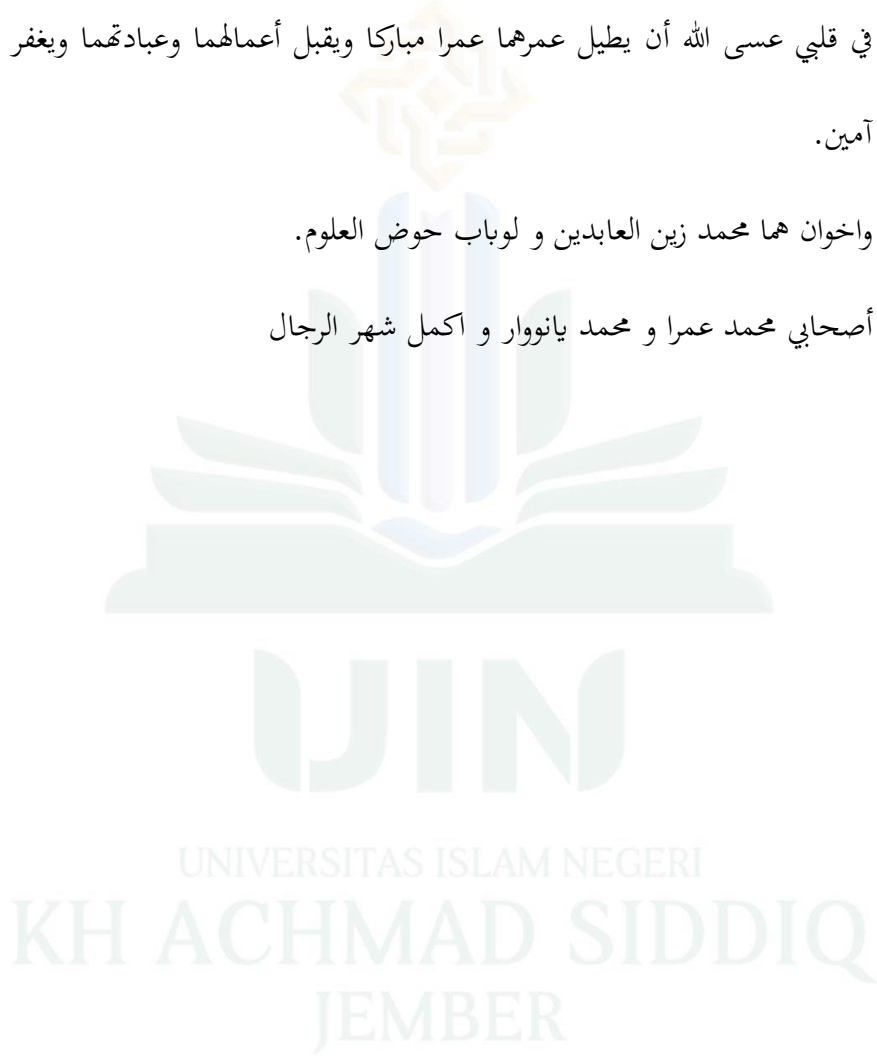 في قلبي عسى الله أن يطيل عمرهما عمرا مباركا ويقبل أعمالهما وعبادتهما ويغفر
آمين.
واخوان هما محمد زين العابدين و لوباب حوض العلوم.
أصحابي محمد عمرا و محمد يانووار و اكمل شهر الرجال
UIN
UNIVERSITAS ISLAM NEGERI
KH ACHMAD SIDDIQ
JEMBER